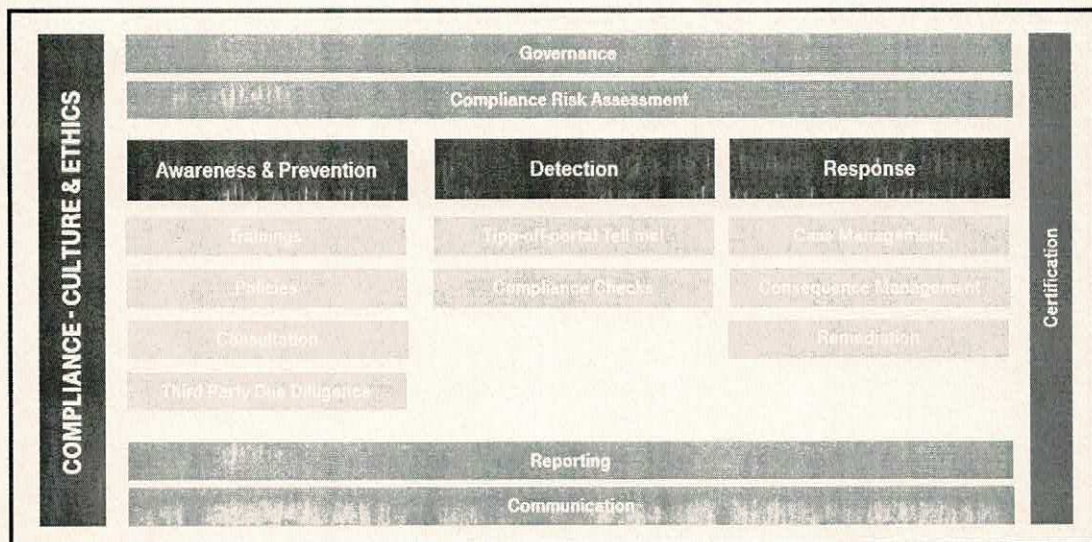 COMPLIANCE - CULTURE & ETHICS
Governance
Compliance Risk Assessment
Awareness & Prevention
Trainings
Policies
Consultation
Third Party Due Diligence
Detection
Tipp-off-portal Tell me!
Compliance Checks
Response
Case Management
Consequence Management
Remediation
Reporting
Communication
Certification